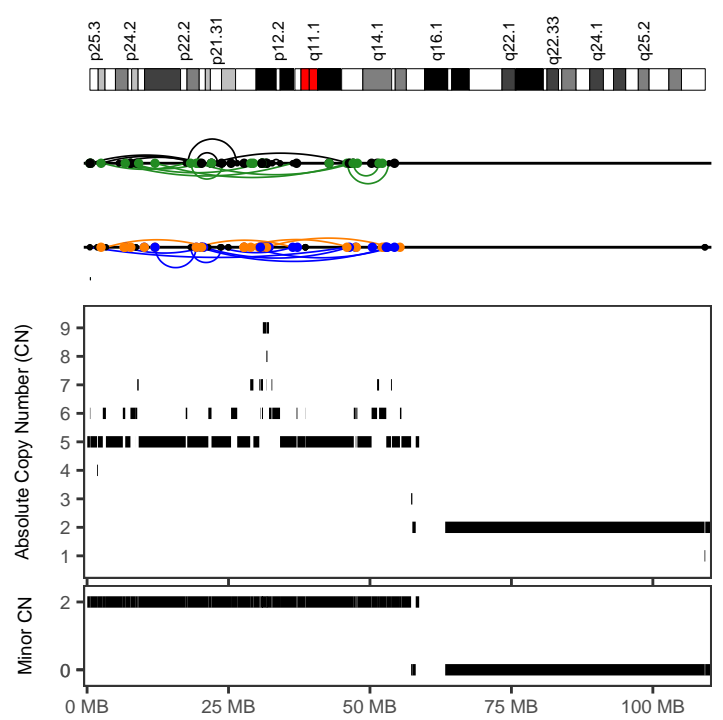 p25.3 p24.2 p22.2 p21.31 p12.2 q11.1 q14.1 q16.1 q22.1 q22.33 q24.1 q25.2
Absolute Copy Number (CN)
9
8
7
6
5
4
3
2
1
Minor CN
2
0
0 MB 25 MB 50 MB 75 MB 100 MB